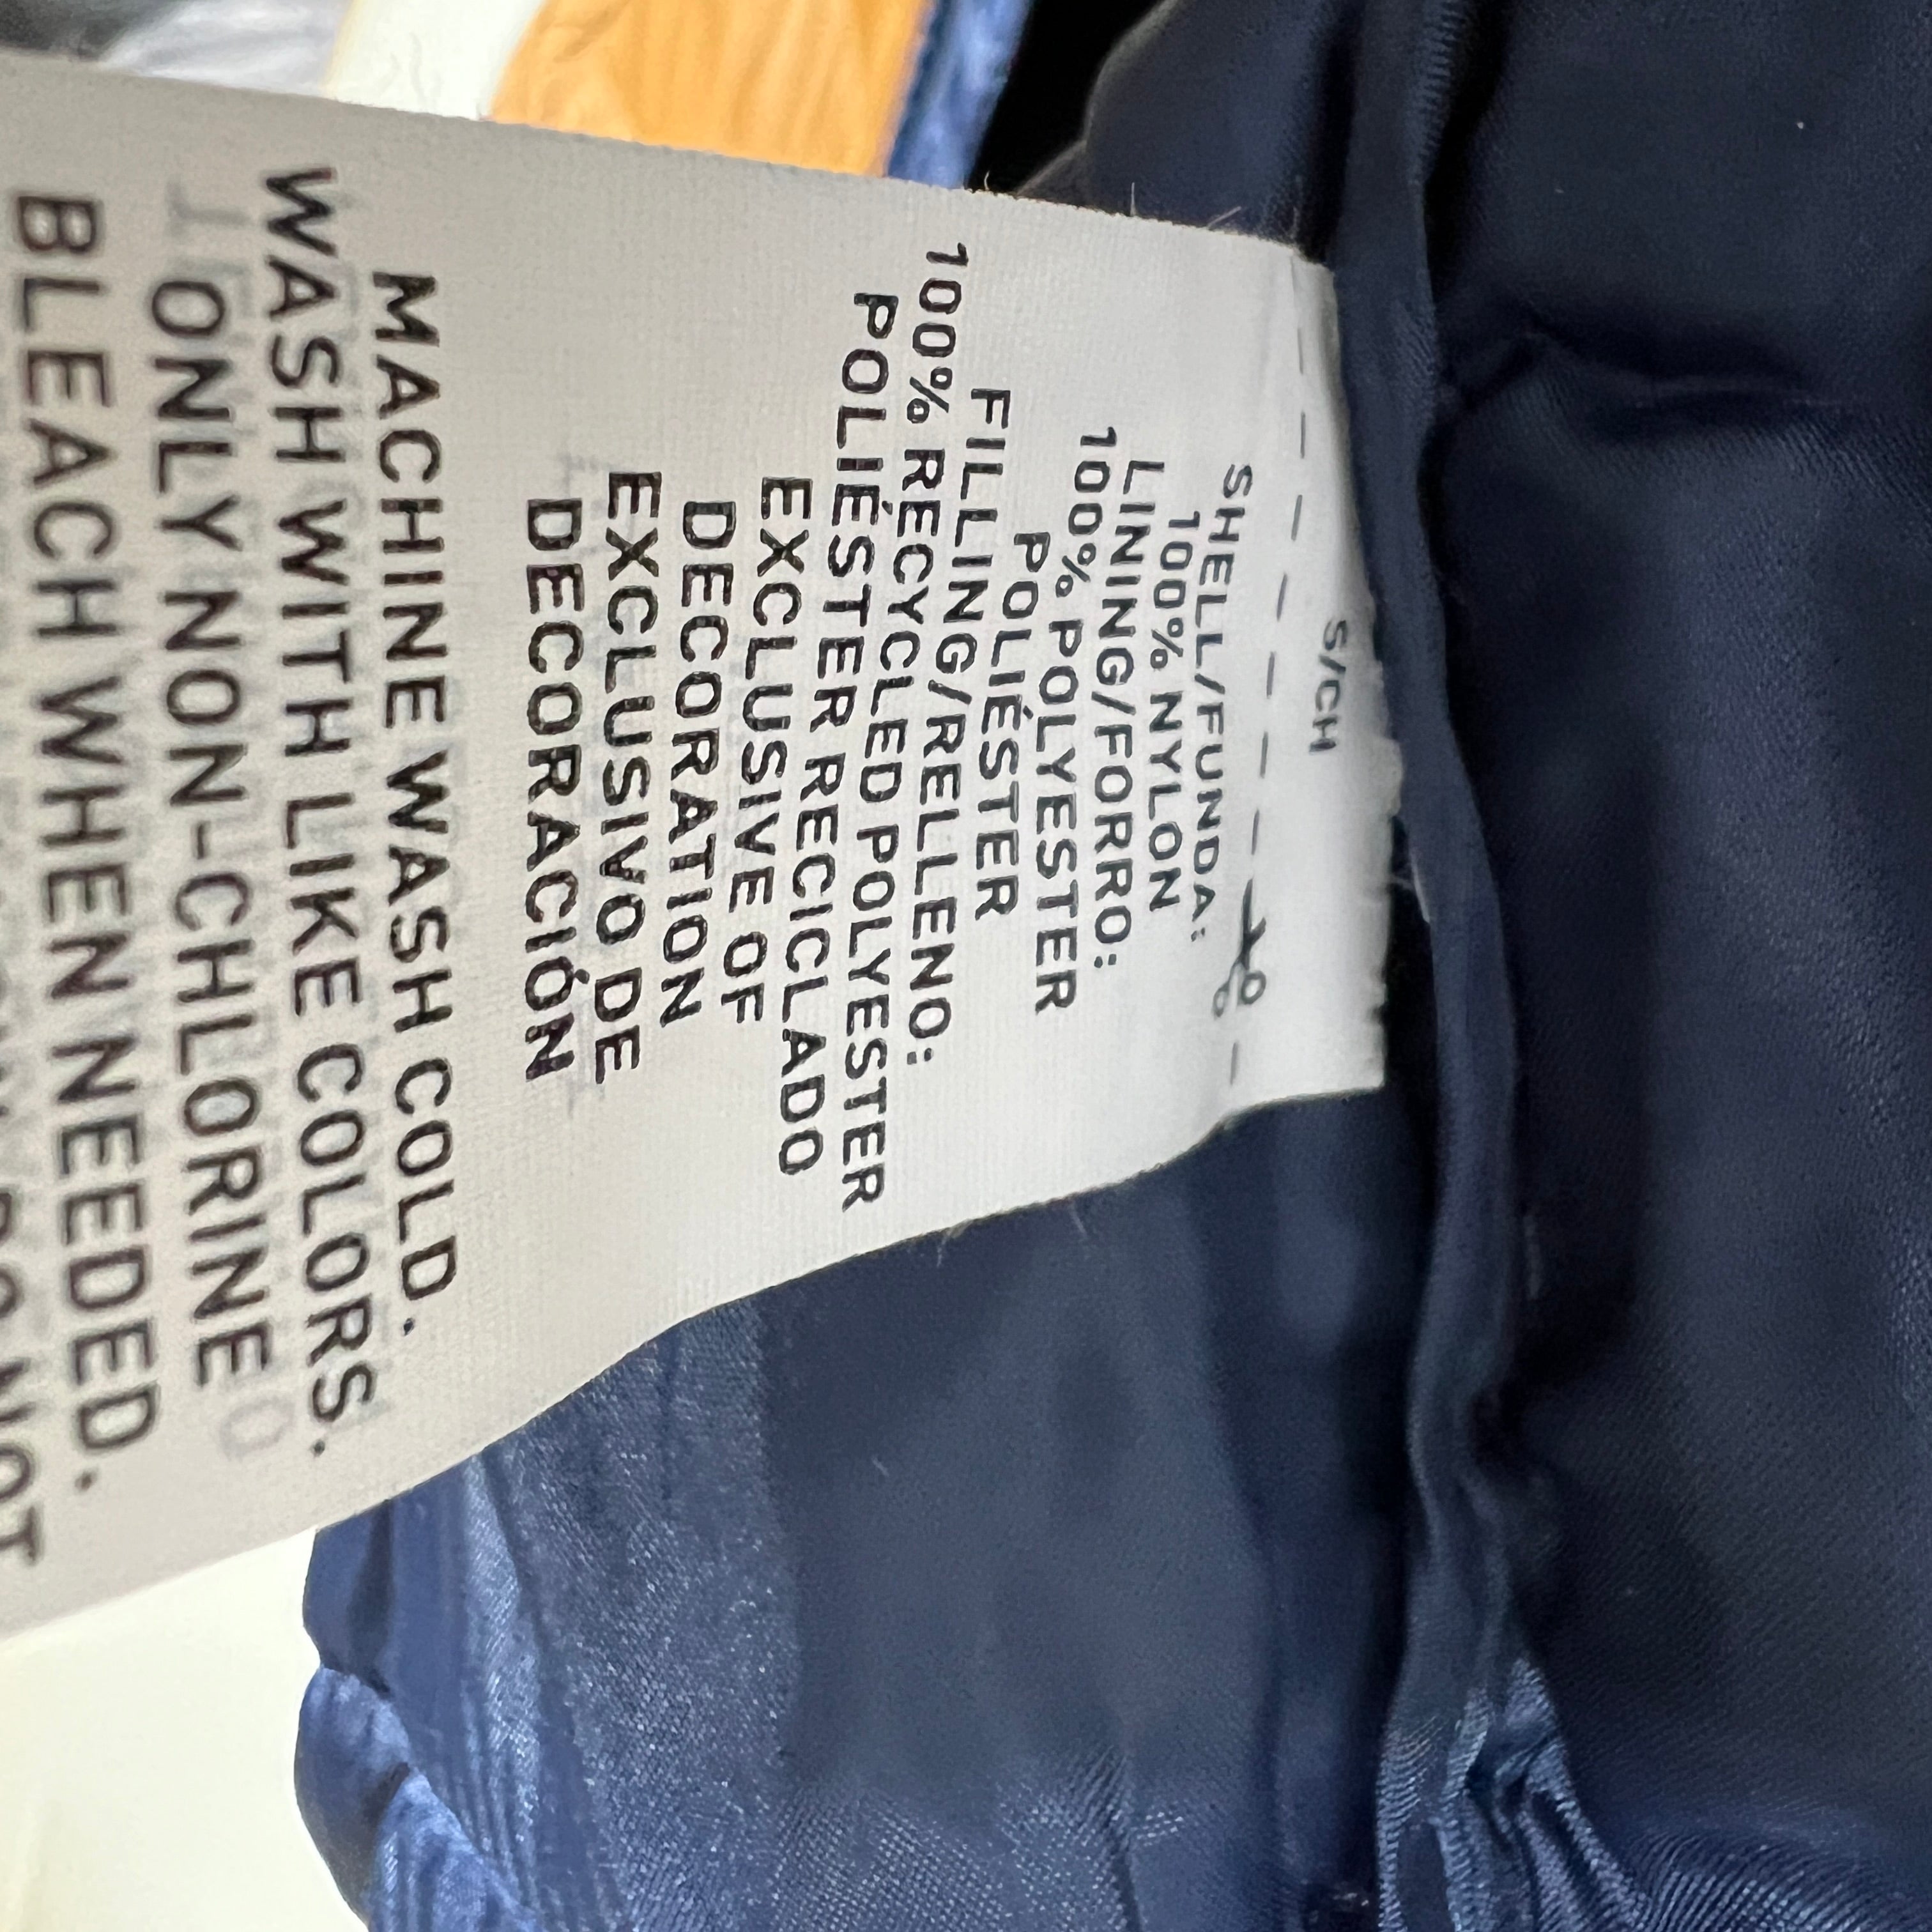 S/CH
SHELL/FUNDA:
100% NYLON
LINING/FORRO:
100% POLYESTER
POLIÉSTER
FILLING/RELLENO:
100% RECYCLED POLYESTER
POLIÉSTER RECICLADO
EXCLUSIVE OF
DECORATION
EXCLUSIVO DE
DECORACIÓN
MACHINE WASH COLD.
WASH WITH LIKE COLORS.
ONLY NON-CHLORINE
BLEACH WHEN NEEDED.
NOT